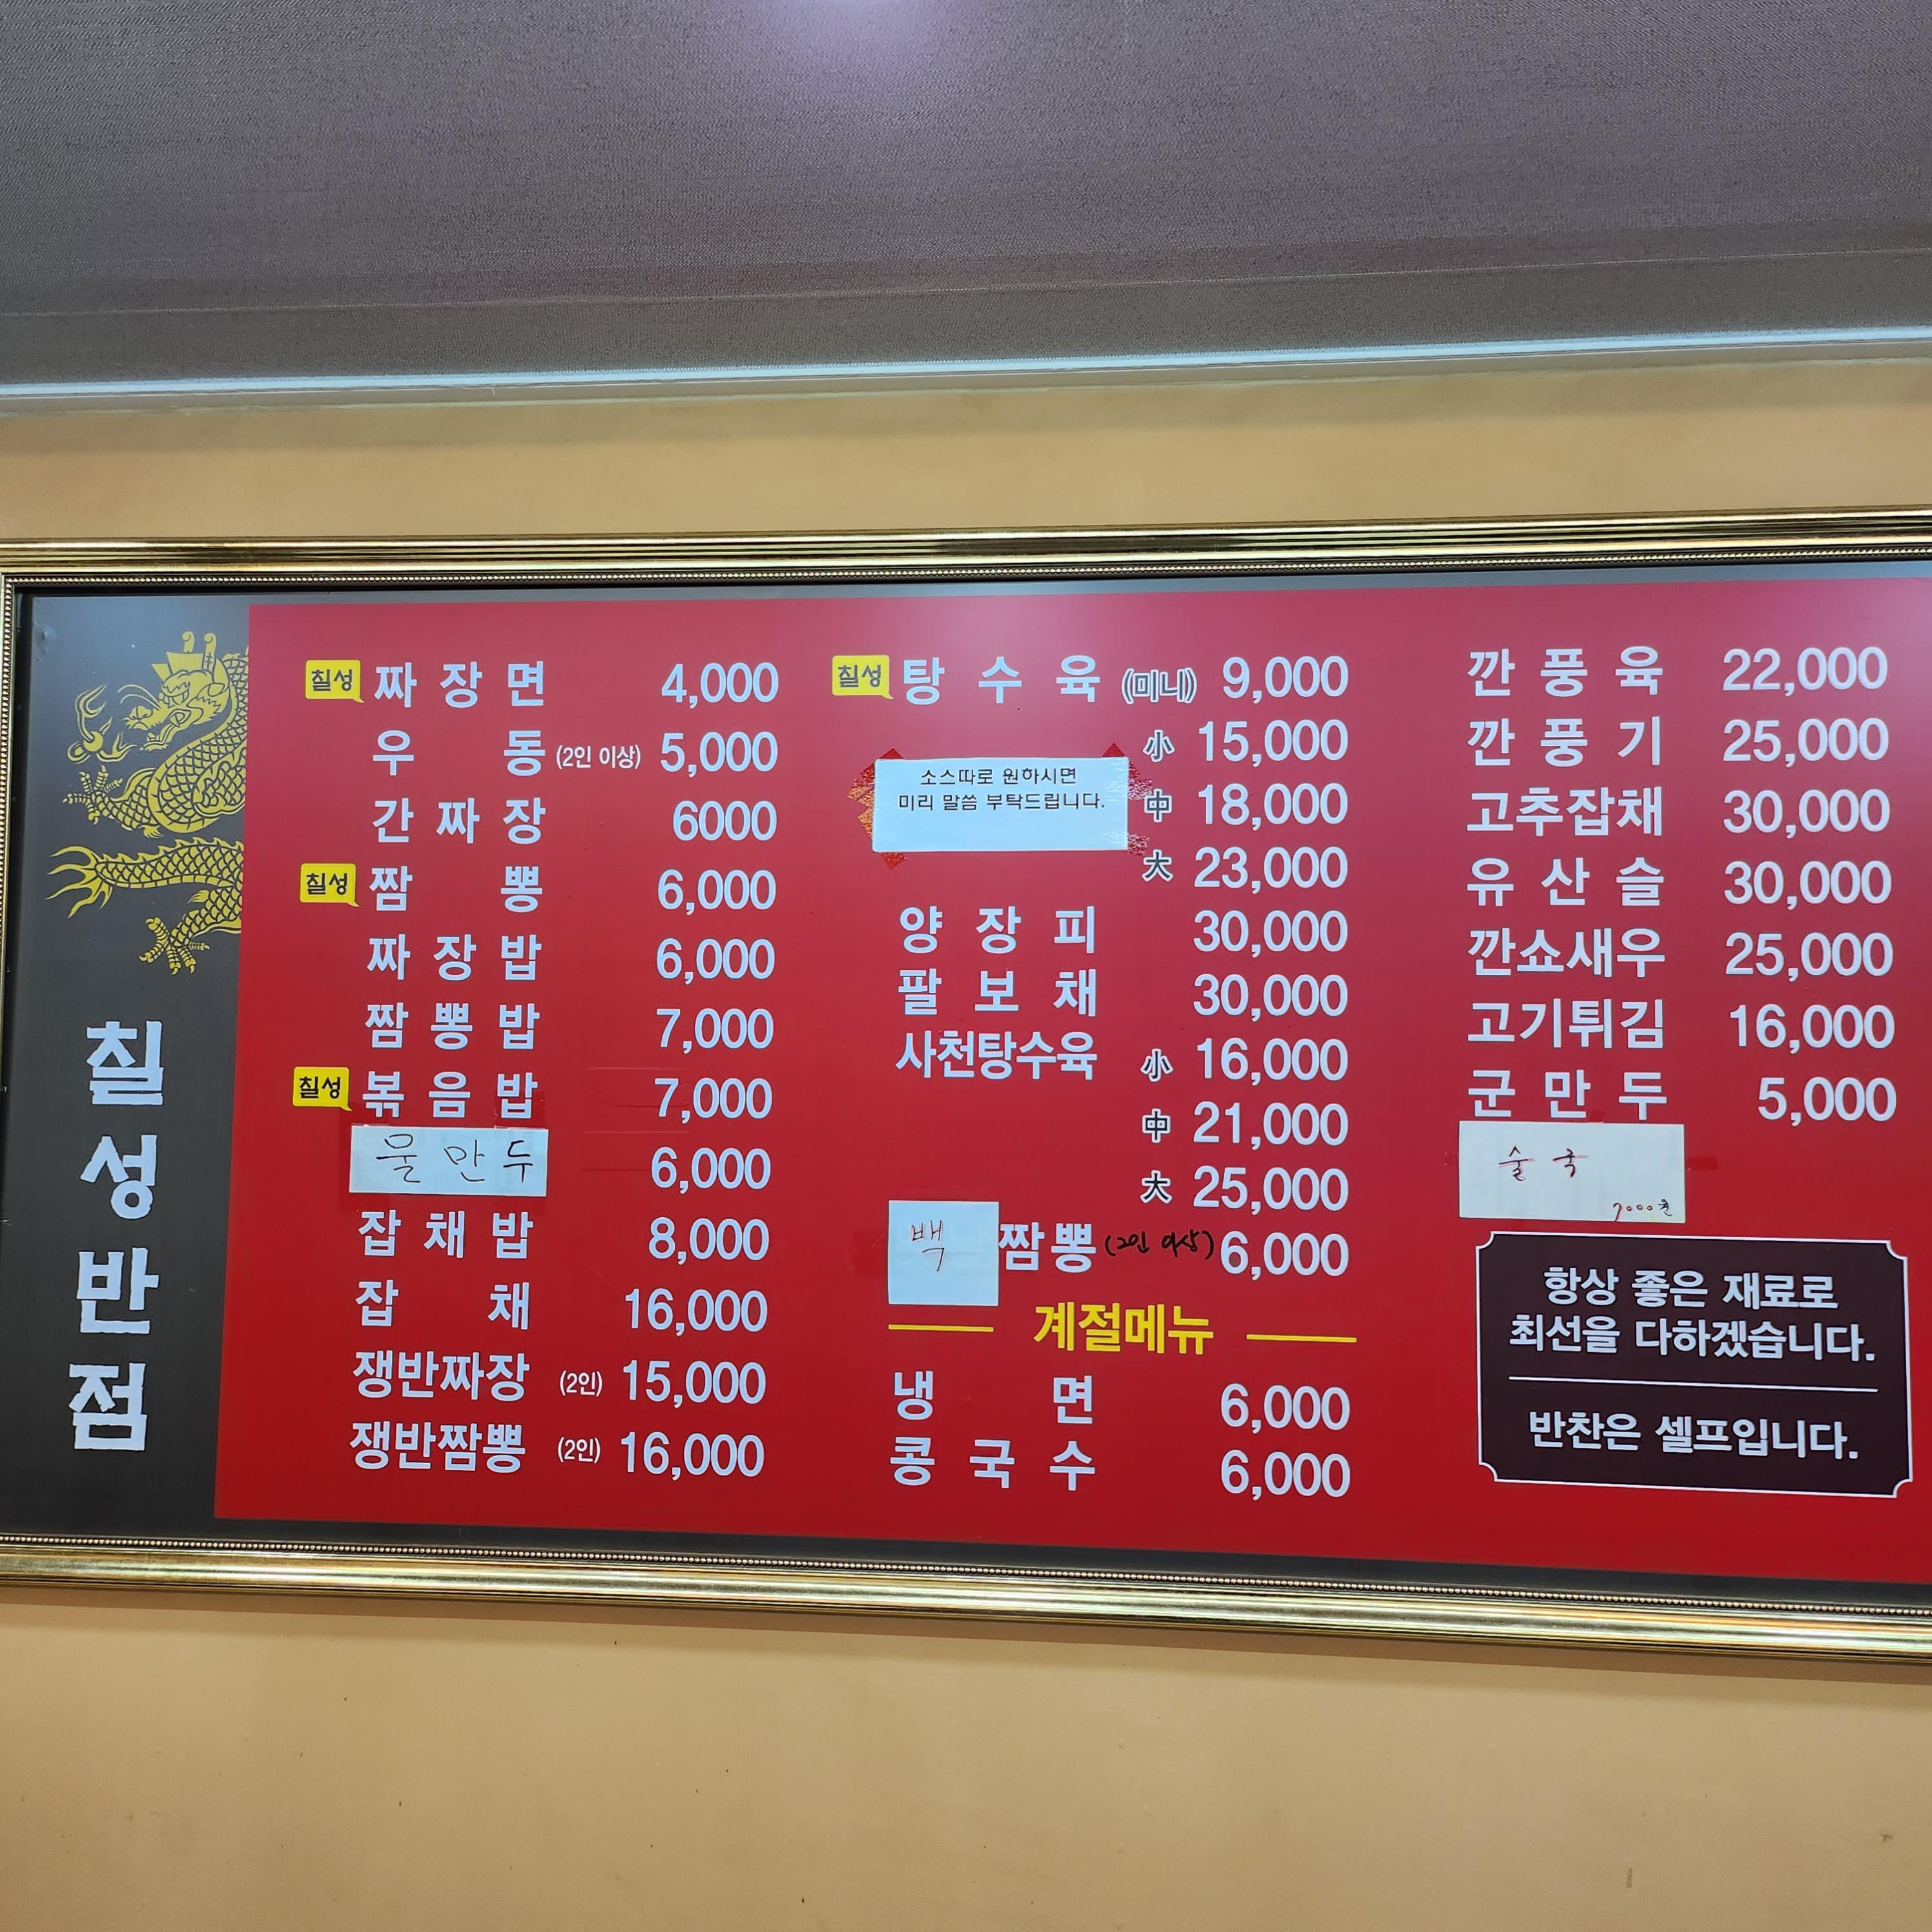 칠성반점
칠성 짜장면 4,000
우동 (2인 이상) 5,000
간짜장 6000
칠성 짬뽕 6,000
짜장밥 6,000
짬뽕밥 7,000
칠성 볶음밥 7,000
물만두 6,000
잡채밥 8,000
잡채 16,000
쟁반짜장 (2인) 15,000
쟁반짬뽕 (2인) 16,000
칠성 탕수육 (미니) 9,000
小 15,000
소스따로 원하시면
미리 말씀 부탁드립니다.
中 18,000
大 23,000
양장피 30,000
팔보채 30,000
사천탕수육 小 16,000
中 21,000
大 25,000
백짬뽕 (2인 이상) 6,000
계절메뉴
냉면 6,000
콩국수 6,000
깐풍육 22,000
깐풍기 25,000
고추잡채 30,000
유산슬 30,000
깐쇼새우 25,000
고기튀김 16,000
군만두 5,000
술국
7000원
항상 좋은 재료로
최선을 다하겠습니다.
반찬은 셀프입니다.